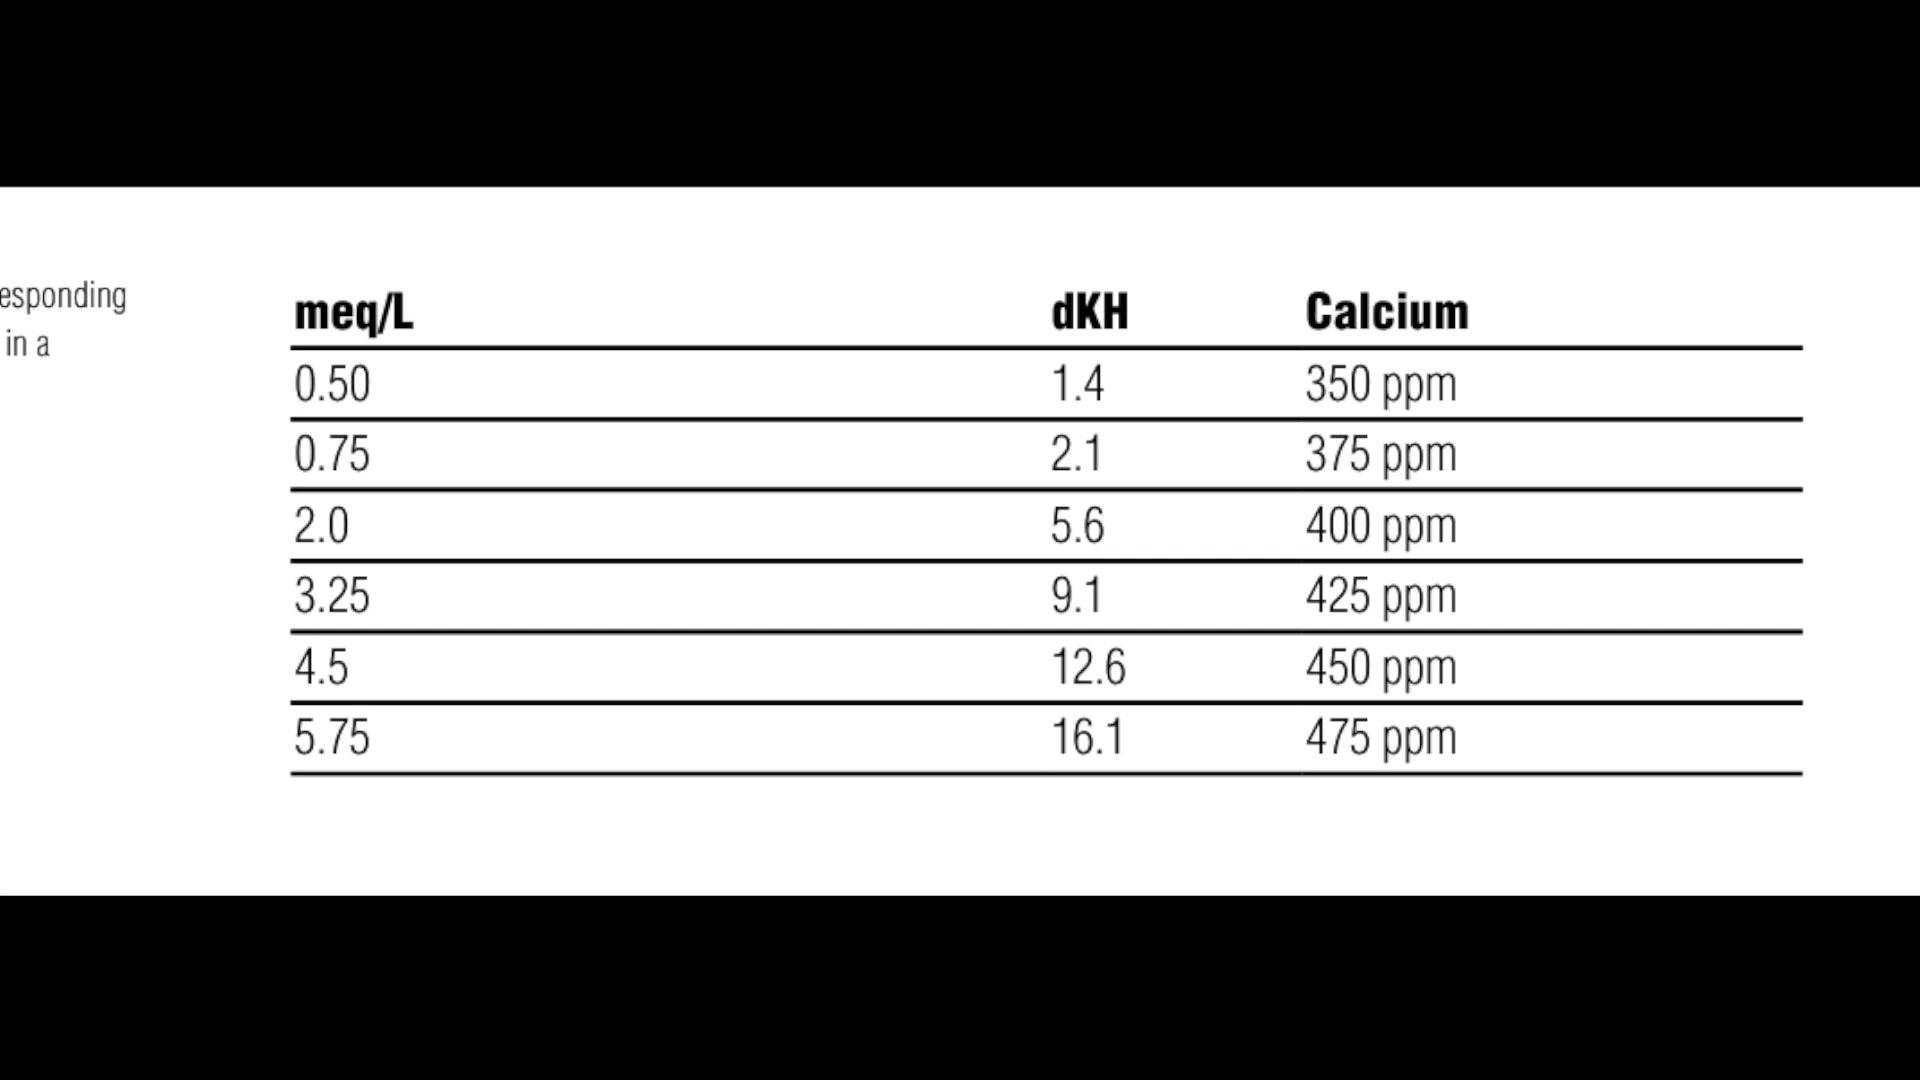 esponding
in a
meq/L dKH Calcium
0.50 1.4 350 ppm
0.75 2.1 375 ppm
2.0 5.6 400 ppm
3.25 9.1 425 ppm
4.5 12.6 450 ppm
5.75 16.1 475 ppm